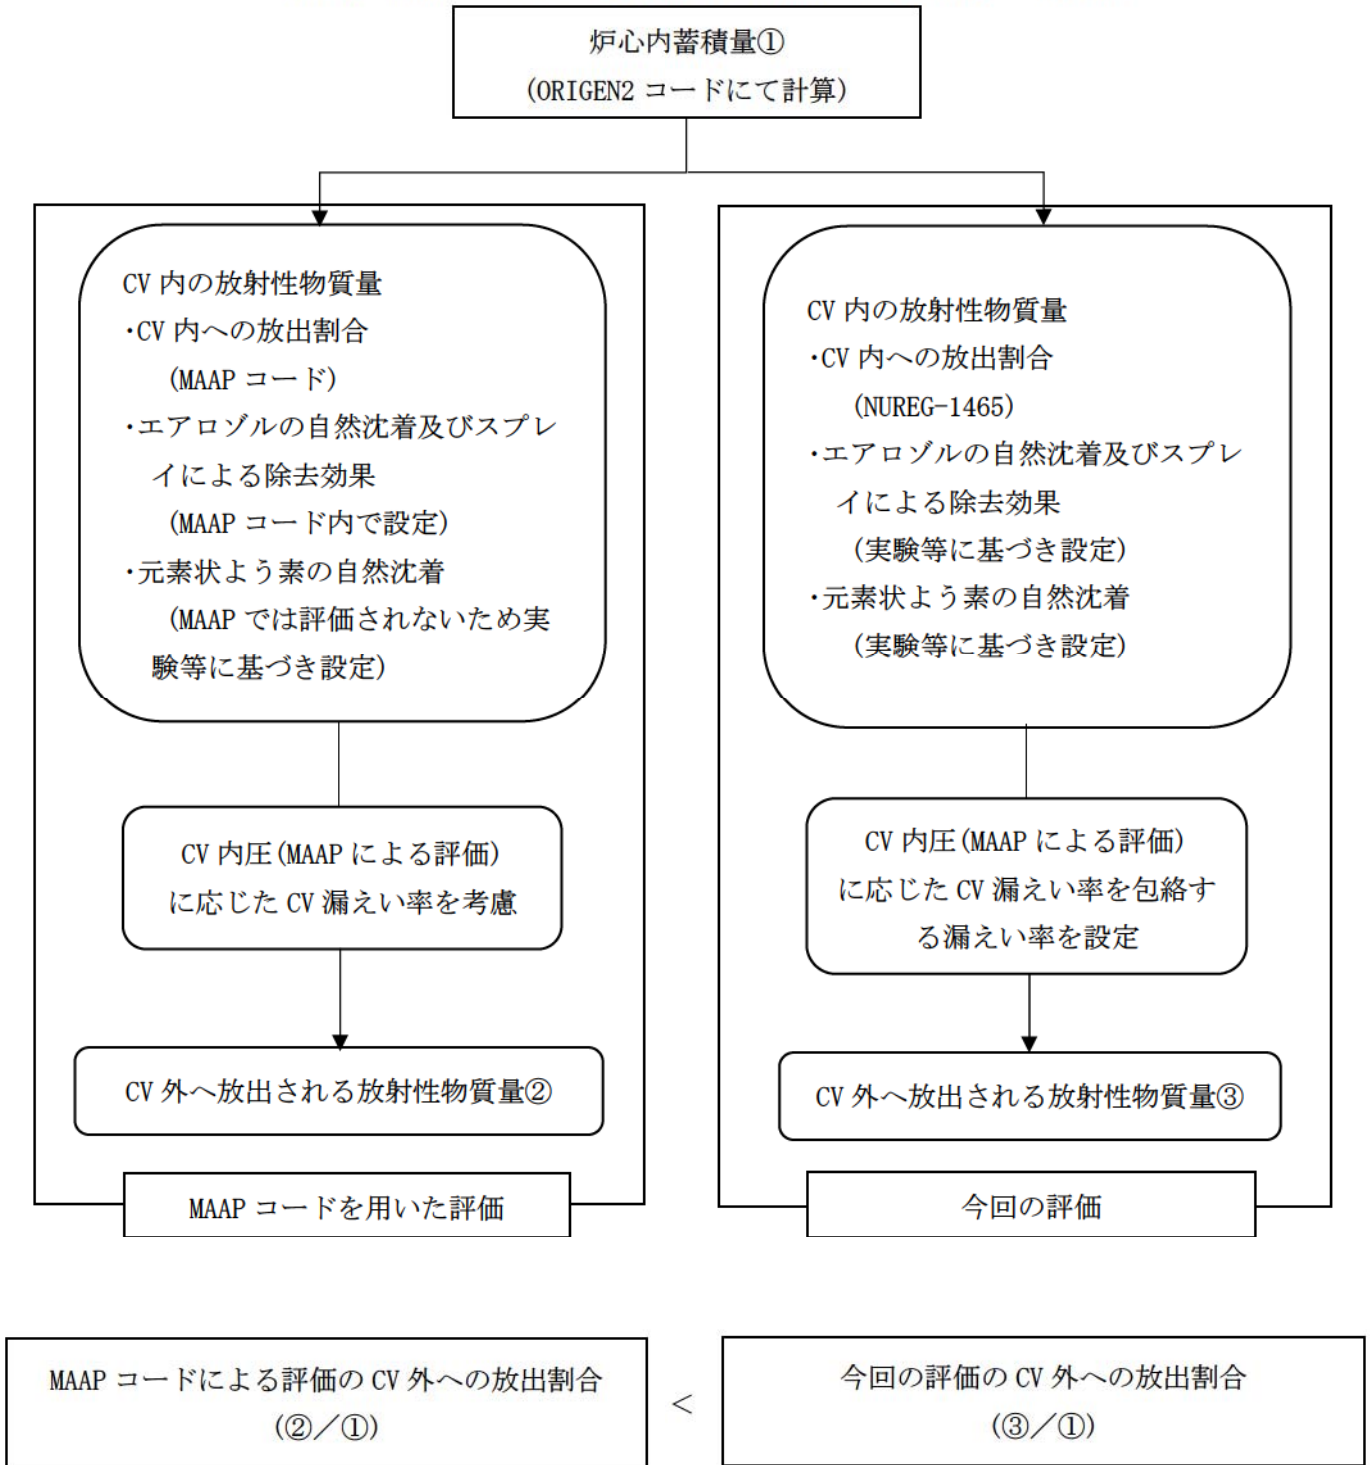 炉心内蓄積量①
(ORIGEN2 コードにて計算)
CV 内の放射性物質量
・CV 内への放出割合
(MAAP コード)
・エアロゾルの自然沈着及びスプレ
イによる除去効果
(MAAP コード内で設定)
・元素状よう素の自然沈着
(MAAP では評価されないため実
験等に基づき設定)
CV 内圧(MAAP による評価)
に応じた CV 漏えい率を考慮
CV 外へ放出される放射性物質量②
MAAP コードを用いた評価
CV 内の放射性物質量
・CV 内への放出割合
(NUREG-1465)
・エアロゾルの自然沈着及びスプレ
イによる除去効果
(実験等に基づき設定)
・元素状よう素の自然沈着
(実験等に基づき設定)
CV 内圧(MAAP による評価)
に応じた CV 漏えい率を包絡す
る漏えい率を設定
CV 外へ放出される放射性物質量③
今回の評価
MAAP コードによる評価の CV 外への放出割合
(②／①)
<
今回の評価の CV 外への放出割合
(③／①)